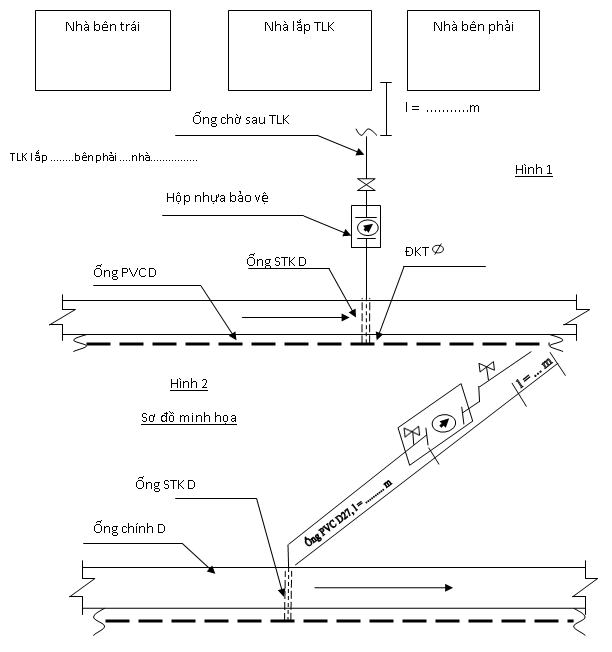 Nhà bên trái
Nhà lắp TLK
Nhà bên phải
l = ...........m
Ống chờ sau TLK
TLK lắp ........bên phải ....nhà...............
Hình 1
Hộp nhựa bảo vệ
ĐKT Ø
Ống STK D
Ống PVC D
Hình 2
Sơ đồ minh họa
l = ... m
Ống STK D
Ống PVC D27, l = .......... m
Ống chính D